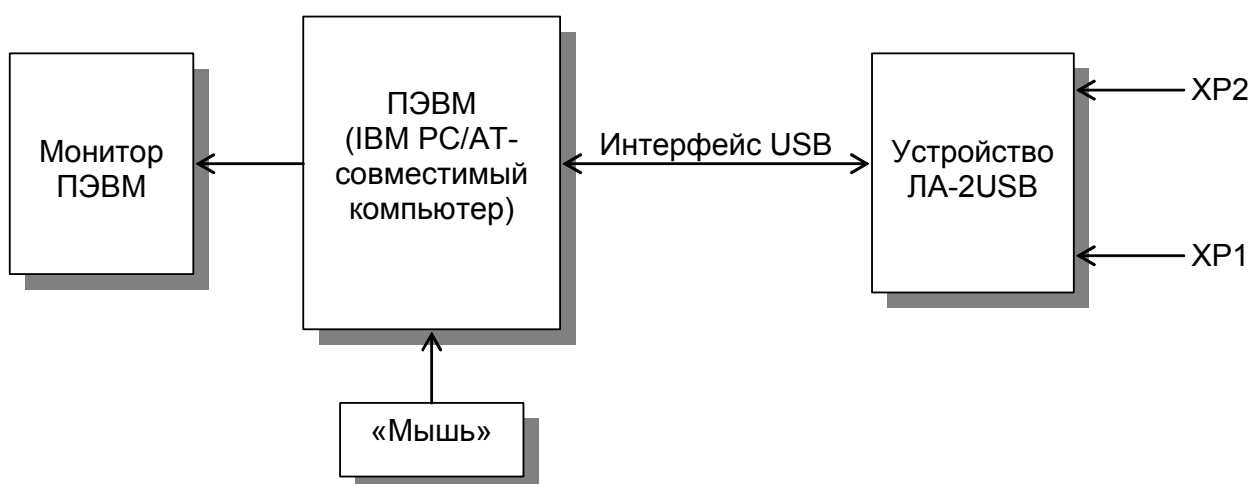 Монитор
ПЭВМ
ПЭВМ
(IBM PC/AT-
совместимый
компьютер)
Интерфейс USB
Устройство
ЛА-2USB
XP2
XP1
«Мышь»